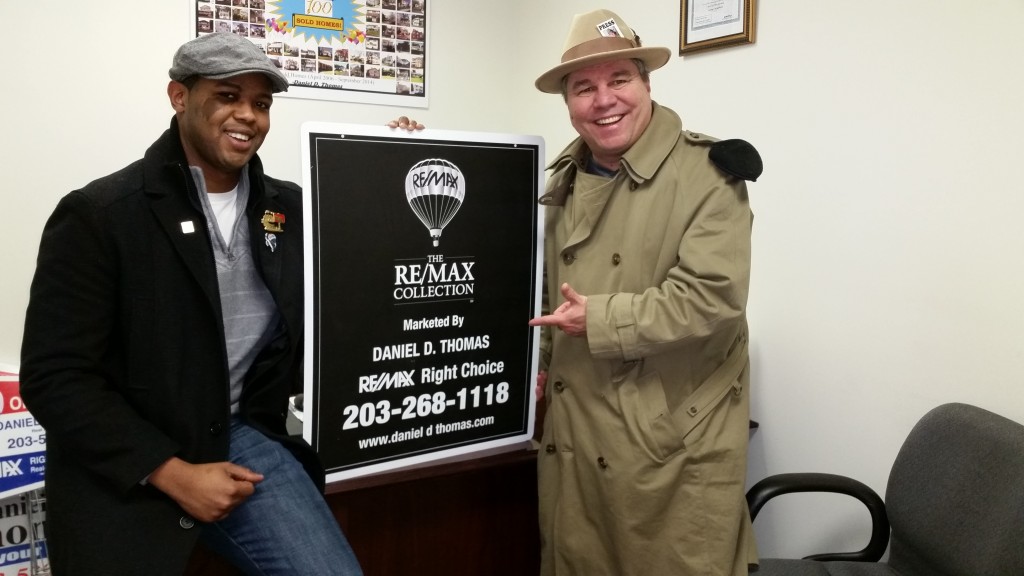 100
SOLD HOMES!
Daniel D. Thomas
PRESS
RE/MAX
THE
RE/MAX
COLLECTION
Marketed By
DANIEL D. THOMAS
RE/MAX Right Choice
203-268-1118
www.daniel d thomas.com
DANIEL
203-5
RIG